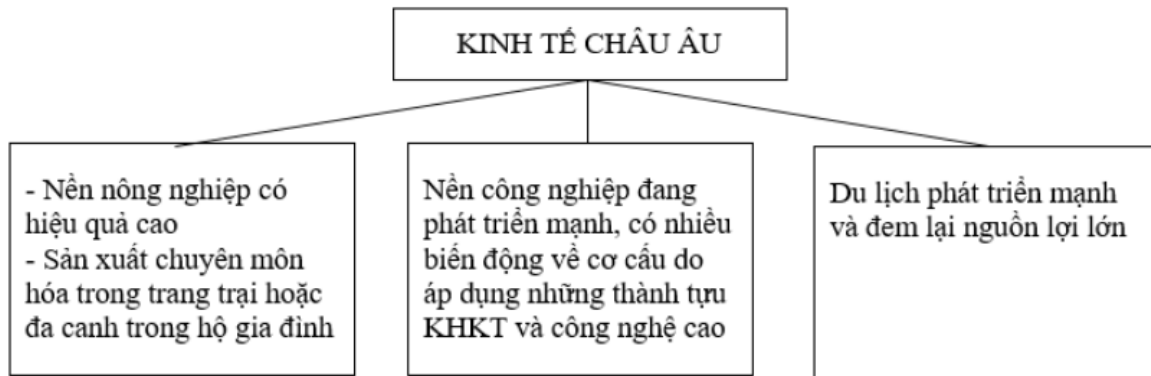 KINH TẾ CHÂU ÂU
- Nền nông nghiệp có
hiệu quả cao
- Sản xuất chuyên môn
hóa trong trang trại hoặc
đa canh trong hộ gia đình
Nền công nghiệp đang
phát triển mạnh, có nhiều
biến động về cơ cấu do
áp dụng những thành tựu
KHKT và công nghệ cao
Du lịch phát triển mạnh
và đem lại nguồn lợi lớn